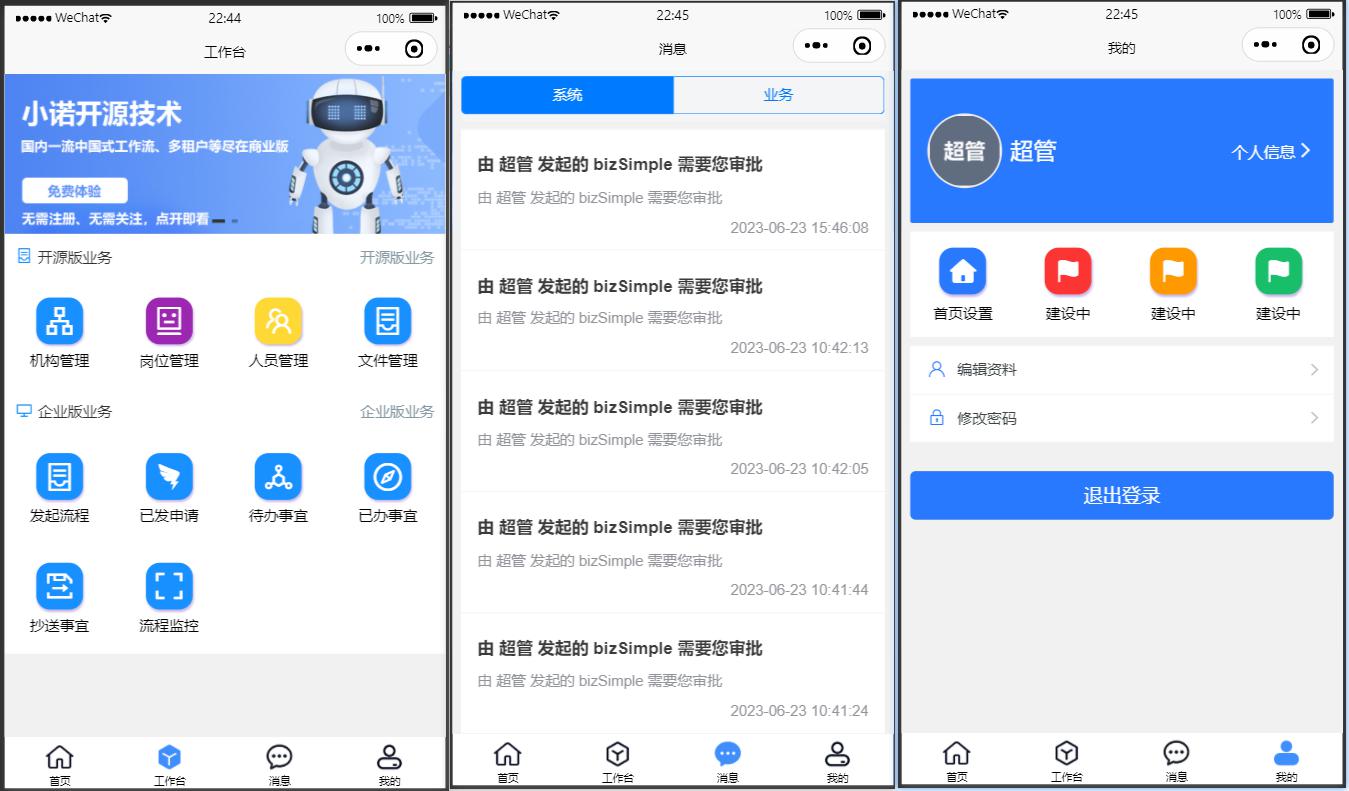 WeChat 22:44 100%
工作台
小诺开源技术
国内一流中国式工作流、多租户等尽在商业版
免费体验
无需注册、无需关注，点开即看
开源版业务 开源版业务
机构管理 岗位管理 人员管理 文件管理
企业版业务 企业版业务
发起流程 已发申请 待办事宜 已办事宜
抄送事宜 流程监控
首页 工作台 消息 我的
WeChat 22:45 100%
消息
系统 业务
由 超管 发起的 bizSimple 需要您审批
由 超管 发起的 bizSimple 需要您审批
2023-06-23 15:46:08
由 超管 发起的 bizSimple 需要您审批
由 超管 发起的 bizSimple 需要您审批
2023-06-23 10:42:13
由 超管 发起的 bizSimple 需要您审批
由 超管 发起的 bizSimple 需要您审批
2023-06-23 10:42:05
由 超管 发起的 bizSimple 需要您审批
由 超管 发起的 bizSimple 需要您审批
2023-06-23 10:41:44
由 超管 发起的 bizSimple 需要您审批
由 超管 发起的 bizSimple 需要您审批
2023-06-23 10:41:24
首页 工作台 消息 我的
WeChat 22:45 100%
我的
超管 超管 个人信息
首页设置 建设中 建设中 建设中
编辑资料
修改密码
退出登录
首页 工作台 消息 我的